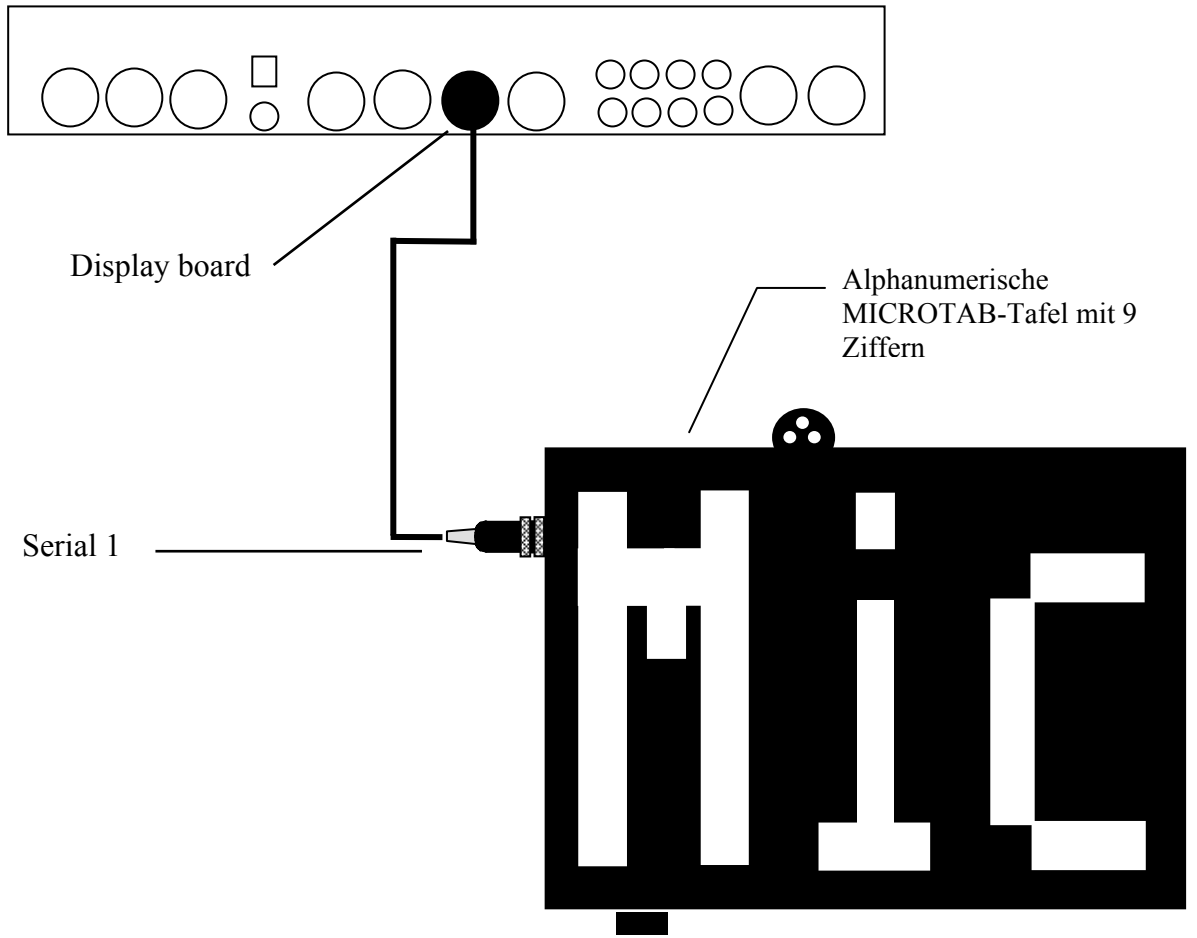 Display board
Alphanumerische
MICROTAB-Tafel mit 9
Ziffern
Serial 1
MiC